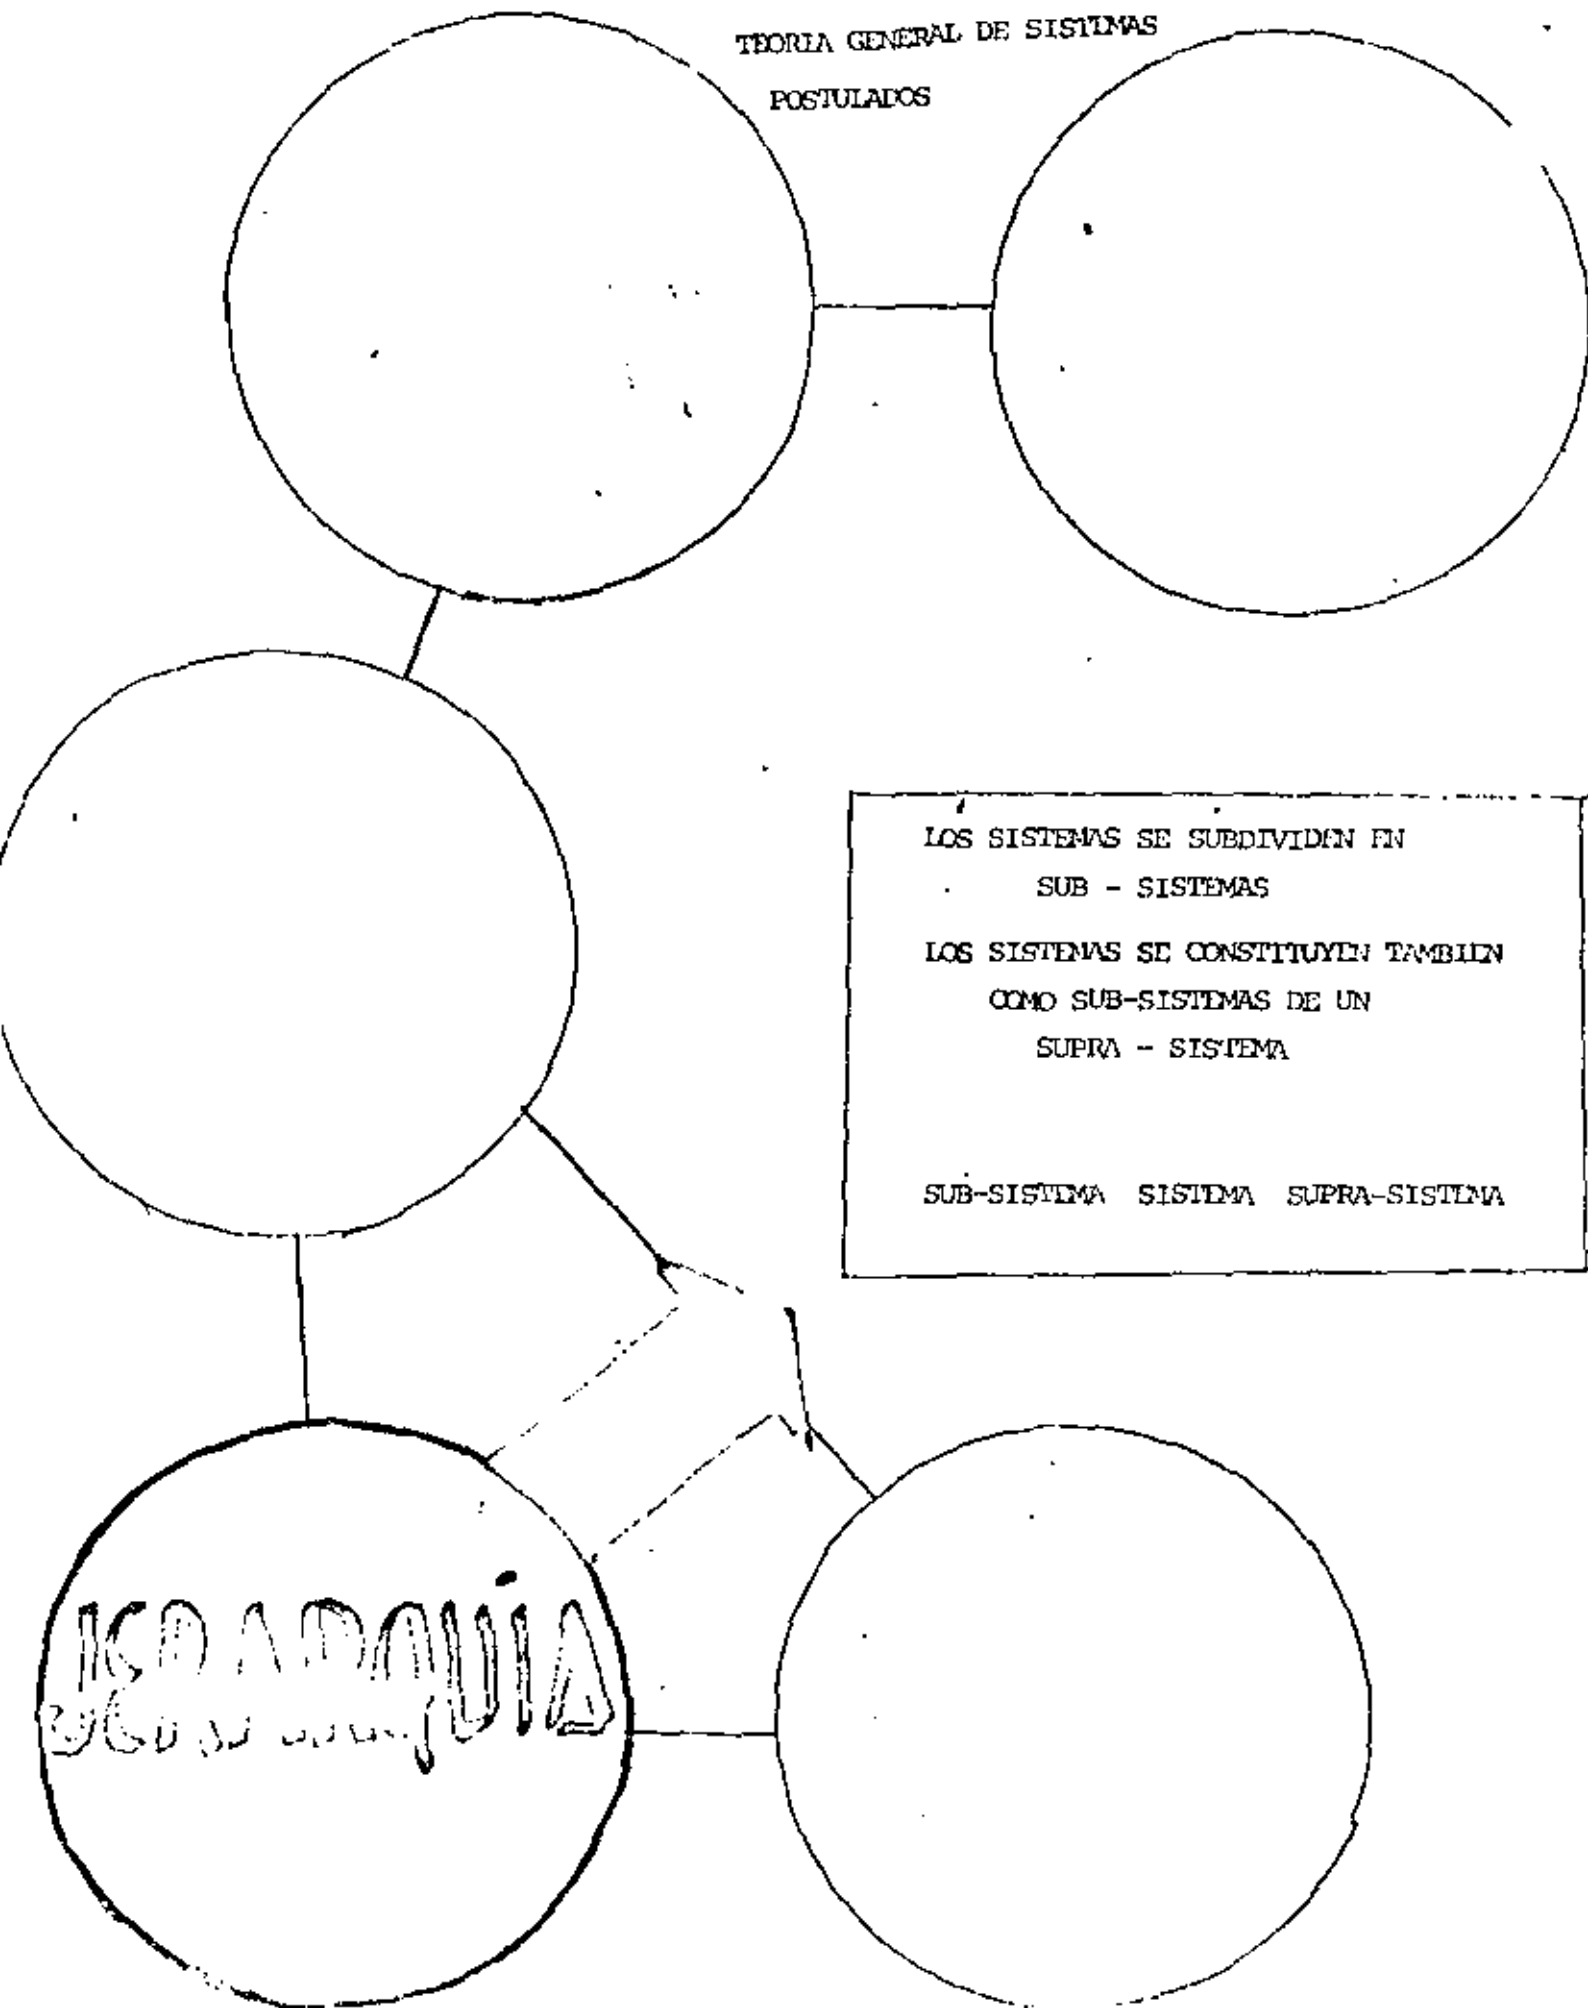 TEORIA GENERAL DE SISTEMAS
POSTULADOS
LOS SISTEMAS SE SUBDIVIDEN EN
SUB - SISTEMAS
LOS SISTEMAS SE CONSTITUYEN TAMBIEN
COMO SUB-SISTEMAS DE UN
SUPRA - SISTEMA
SUB-SISTEMA SISTEMA SUPRA-SISTEMA
JERARQUíA